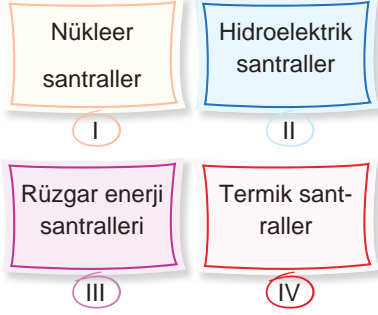 Nükleer
santraller
I
Hidroelektrik
santraller
II
Rüzgar enerji
santralleri
III
Termik sant-
raller
IV